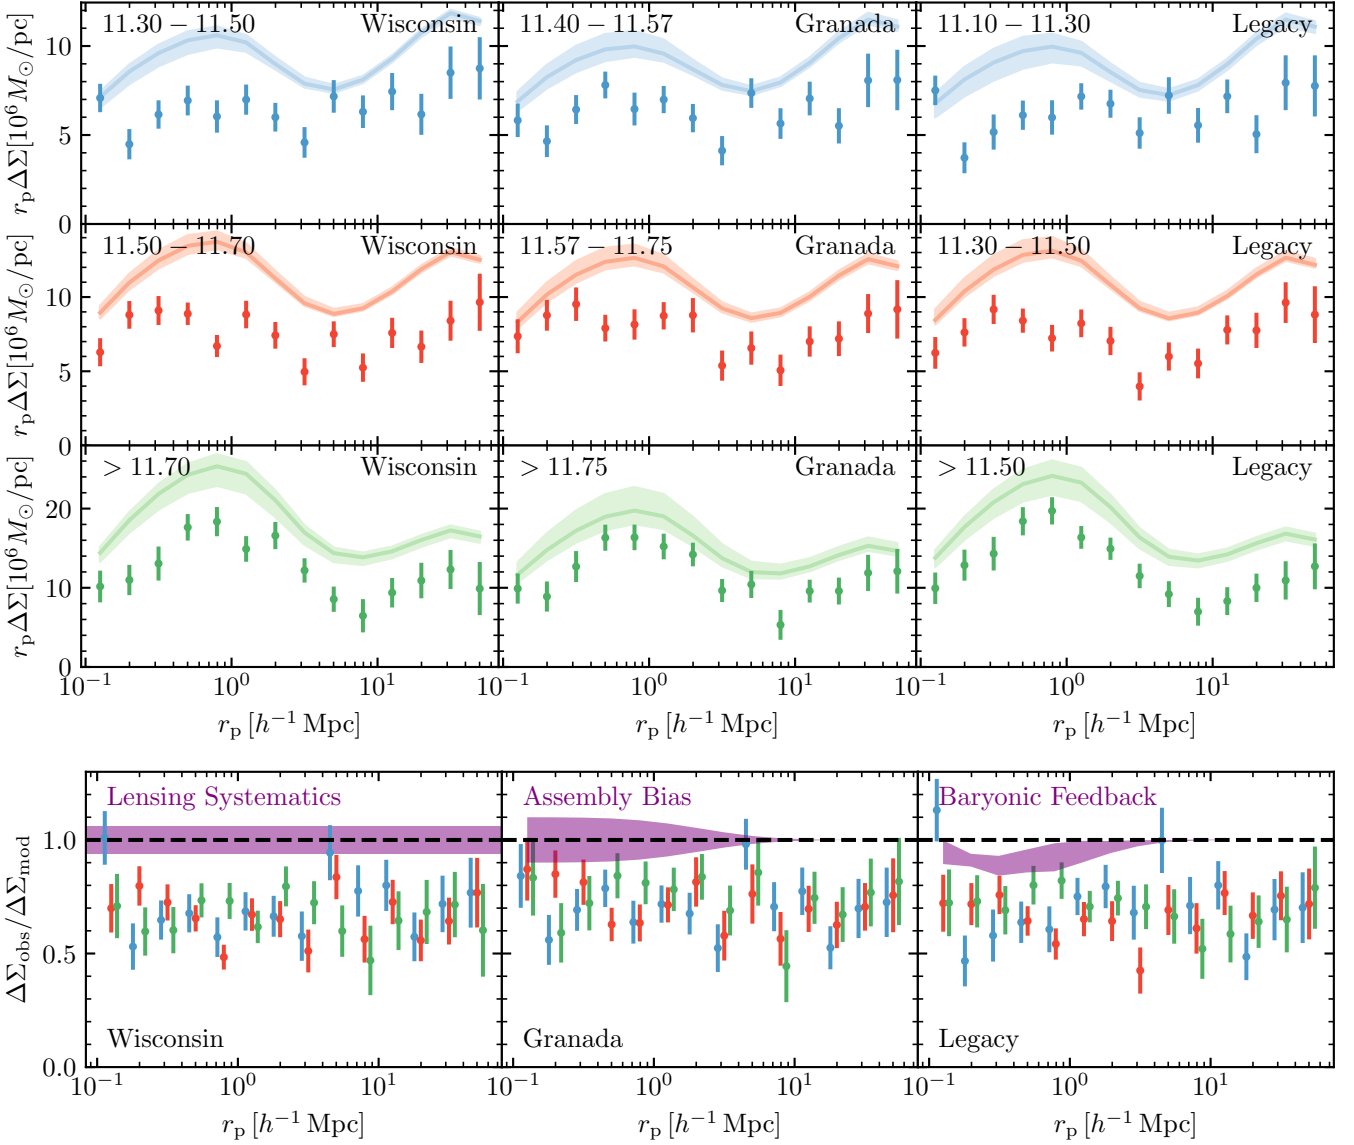 11.30 − 11.50 Wisconsin 11.40 − 11.57 Granada 11.10 − 11.30 Legacy
10
5
0
r_p ΔΣ [10^6 M_⊙/pc]
11.50 − 11.70 Wisconsin 11.57 − 11.75 Granada 11.30 − 11.50 Legacy
10
5
0
r_p ΔΣ [10^6 M_⊙/pc]
> 11.70 Wisconsin > 11.75 Granada > 11.50 Legacy
20
10
0
r_p ΔΣ [10^6 M_⊙/pc]
10^−1 10^0 10^1 10^−1 10^0 10^1 10^−1 10^0 10^1
r_p [h^−1 Mpc] r_p [h^−1 Mpc] r_p [h^−1 Mpc]
Lensing Systematics Assembly Bias Baryonic Feedback
1.0
0.5
0.0
ΔΣ_obs/ΔΣ_mod
Wisconsin Granada Legacy
10^−1 10^0 10^1 10^−1 10^0 10^1 10^−1 10^0 10^1
r_p [h^−1 Mpc] r_p [h^−1 Mpc] r_p [h^−1 Mpc]